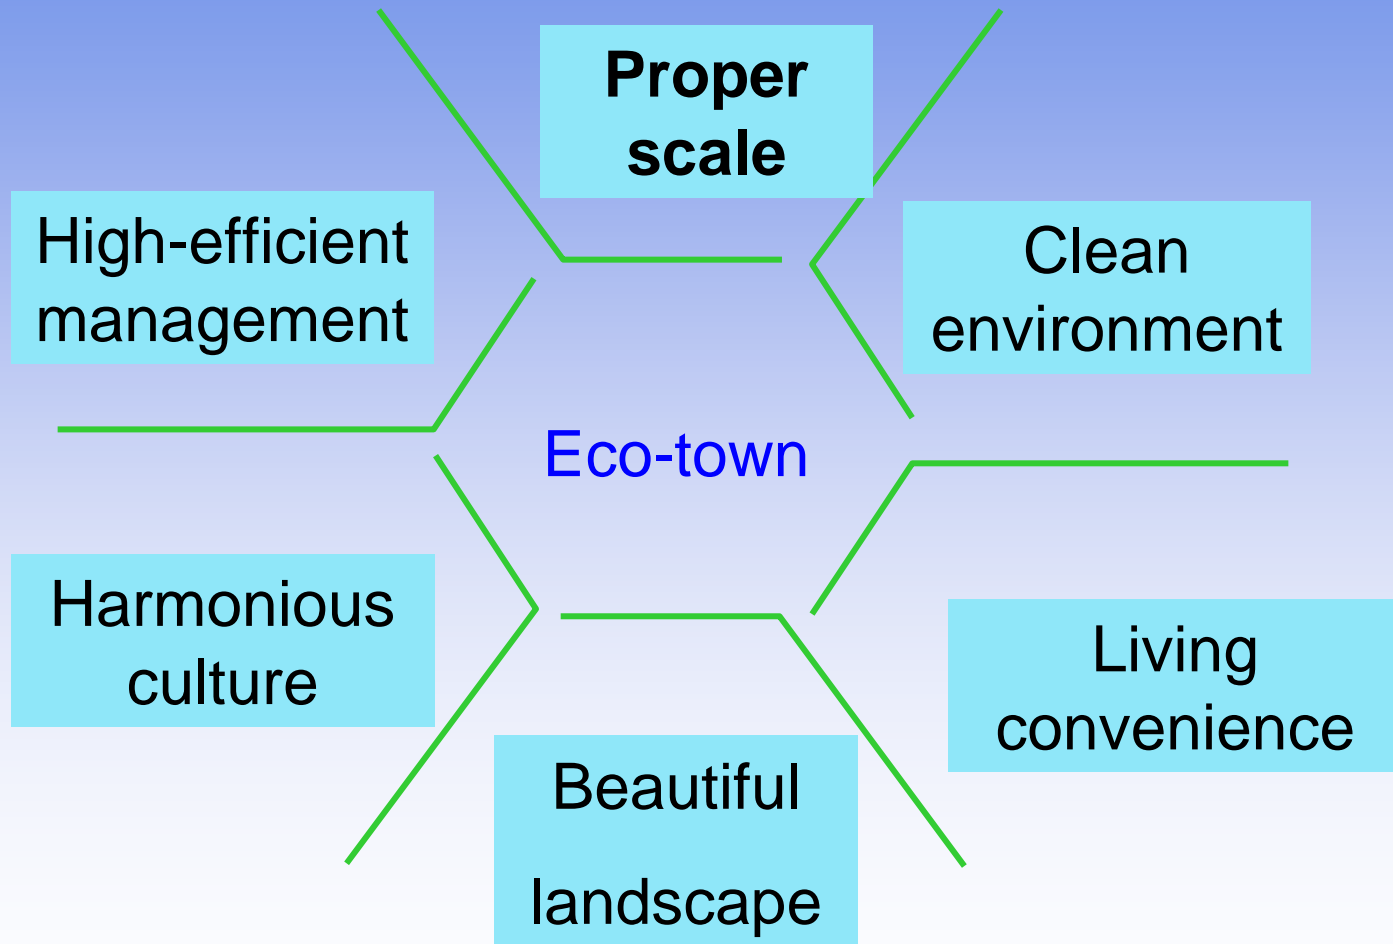 Proper
scale
High-efficient
management
Clean
environment
Eco-town
Harmonious
culture
Living
convenience
Beautiful
landscape